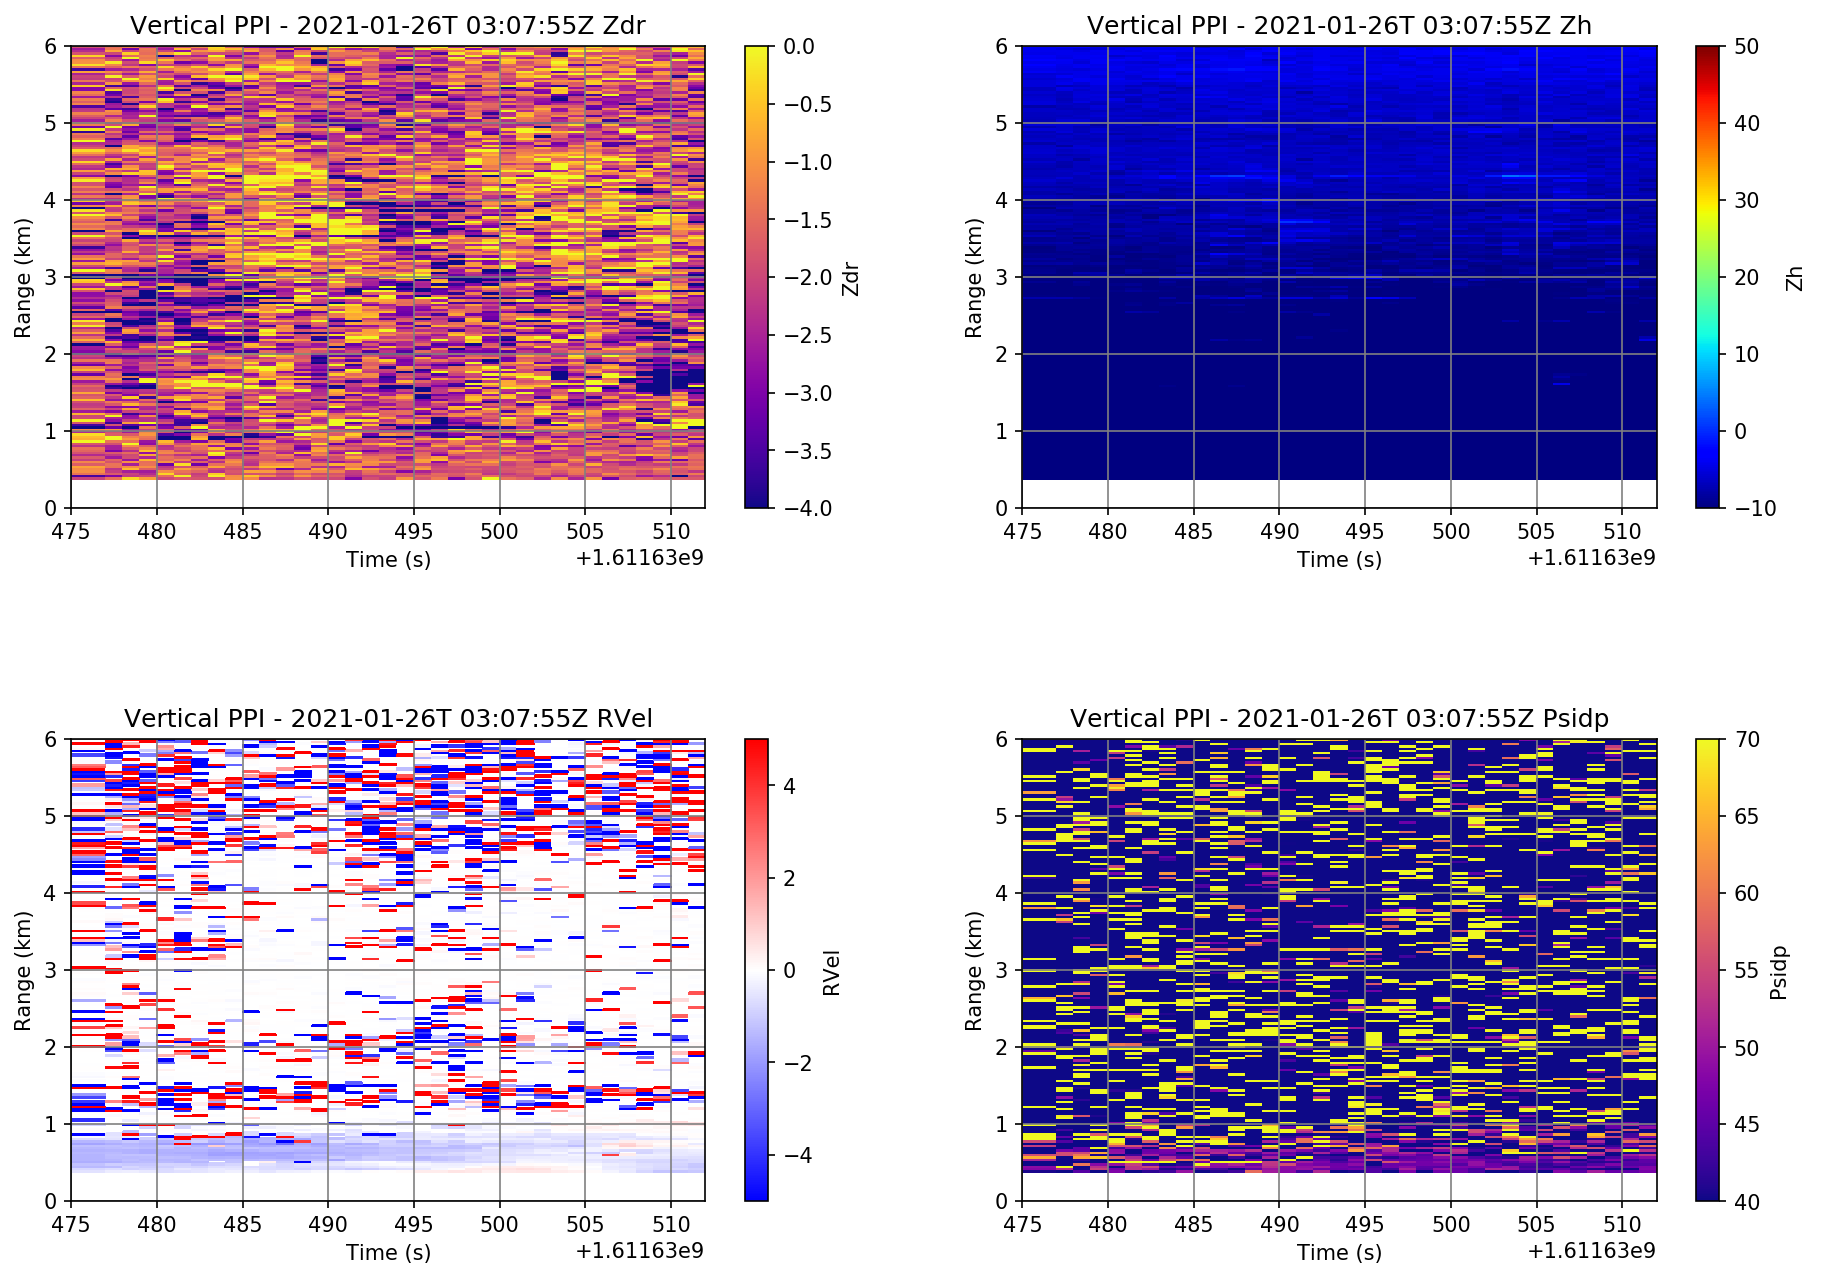 Vertical PPI - 2021-01-26T 03:07:55Z Zdr
6
5
4
3
2
1
0
Range (km)
475 480 485 490 495 500 505 510
Time (s)
+1.61163e9
0.0
−0.5
−1.0
−1.5
−2.0
−2.5
−3.0
−3.5
−4.0
Zdr
Vertical PPI - 2021-01-26T 03:07:55Z Zh
6
5
4
3
2
1
0
Range (km)
475 480 485 490 495 500 505 510
Time (s)
+1.61163e9
50
40
30
20
10
0
−10
Zh
Vertical PPI - 2021-01-26T 03:07:55Z RVel
6
5
4
3
2
1
0
Range (km)
475 480 485 490 495 500 505 510
Time (s)
+1.61163e9
4
2
0
−2
−4
RVel
Vertical PPI - 2021-01-26T 03:07:55Z Psidp
6
5
4
3
2
1
0
Range (km)
475 480 485 490 495 500 505 510
Time (s)
+1.61163e9
70
65
60
55
50
45
40
Psidp